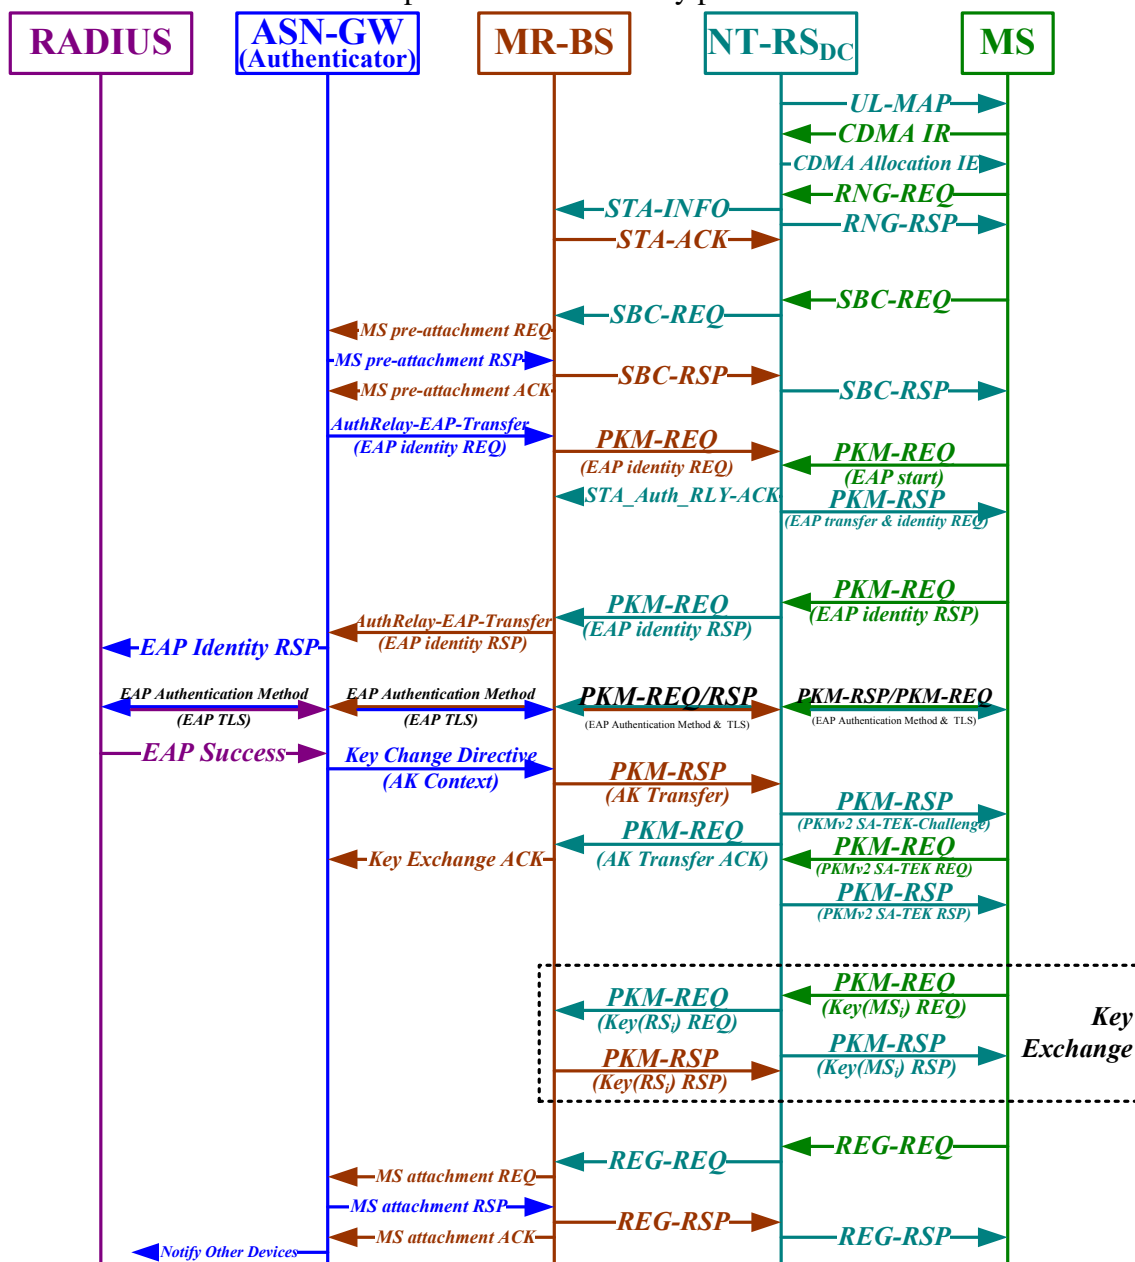 RADIUS
ASN-GW
(Authenticator)
MR-BS
NT-RSDC
MS
UL-MAP
CDMA IR
CDMA Allocation IE
RNG-REQ
STA-INFO
RNG-RSP
STA-ACK
SBC-REQ
SBC-REQ
MS pre-attachment REQ
MS pre-attachment RSP
SBC-RSP
MS pre-attachment ACK
SBC-RSP
AuthRelay-EAP-Transfer
(EAP identity REQ)
PKM-REQ
(EAP identity REQ)
PKM-REQ
(EAP start)
STA_Auth_RLY-ACK
PKM-RSP
(EAP transfer & identity REQ)
PKM-REQ
(EAP identity RSP)
PKM-REQ
(EAP identity RSP)
AuthRelay-EAP-Transfer
(EAP identity RSP)
EAP Identity RSP
EAP Authentication Method
(EAP TLS)
EAP Authentication Method
(EAP TLS)
PKM-REQ/RSP
(EAP Authentication Method & TLS)
PKM-RSP/PKM-REQ
(EAP Authentication Method & TLS)
EAP Success
Key Change Directive
(AK Context)
PKM-RSP
(AK Transfer)
PKM-RSP
(PKMv2 SA-TEK-Challenge)
PKM-REQ
(AK Transfer ACK)
Key Exchange ACK
PKM-REQ
(PKMv2 SA-TEK REQ)
PKM-RSP
(PKMv2 SA-TEK RSP)
PKM-REQ
(Key(MSi) REQ)
PKM-REQ
(Key(RSi) REQ)
PKM-RSP
(Key(MSi) RSP)
PKM-RSP
(Key(RSi) RSP)
Key
Exchange
REG-REQ
REG-REQ
MS attachment REQ
MS attachment RSP
REG-RSP
MS attachment ACK
REG-RSP
Notify Other Devices